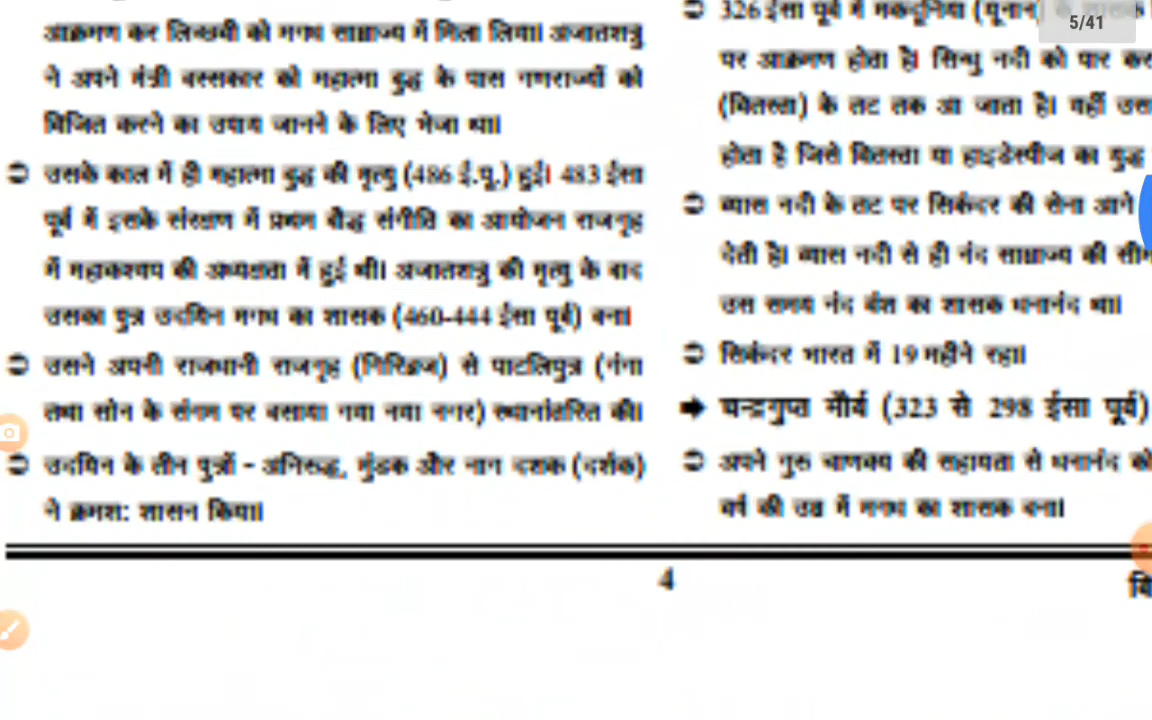 आक्रमण कर लिच्छवी को मगध साम्राज्य में मिला लिया। अजातशत्रु
ने अपने मंत्री वस्सकार को महात्मा बुद्ध के पास गणराज्यों को
विजित करने का उपाय जानने के लिए भेजा था।
➲ उसके काल में ही महात्मा बुद्ध की मृत्यु (486 ई.पू.) हुई। 483 ईसा
पूर्व में इसके संरक्षण में प्रथम बौद्ध संगीति का आयोजन राजगृह
में महाकश्यप की अध्यक्षता में हुई थी। अजातशत्रु की मृत्यु के बाद
उसका पुत्र उदयिन मगध का शासक (460-444 ईसा पूर्व) बना।
➲ उसने अपनी राजधानी राजगृह (गिरिब्रज) से पाटलिपुत्र (गंगा
तथा सोन के संगम पर बसाया गया नया नगर) स्थानांतरित की।
➲ उदयिन के तीन पुत्रों - अनिरुद्ध, मुंडक और नाग दशक (दर्शक)
ने क्रमश: शासन किया।
➲ 326 ईसा पूर्व में मकदूनिया (यूनान) के शासक
पर आक्रमण होता है। सिन्धु नदी को पार कर
(वितस्ता) के तट तक आ जाता है। यहीं उस
होता है जिसे वितस्ता या हाइडेस्पीज का युद्ध
➲ व्यास नदी के तट पर सिकंदर की सेना आगे
देती है। व्यास नदी से ही नंद साम्राज्य की सीम
उस समय नंद वंश का शासक धनानंद था।
➲ सिकंदर भारत में 19 महीने रहा।
➡ चन्द्रगुप्त मौर्य (323 से 298 ईसा पूर्व)
➲ अपने गुरु चाणक्य की सहायता से धनानंद को
वर्ष की उम्र में मगध का शासक बना।
4
वि
5/41